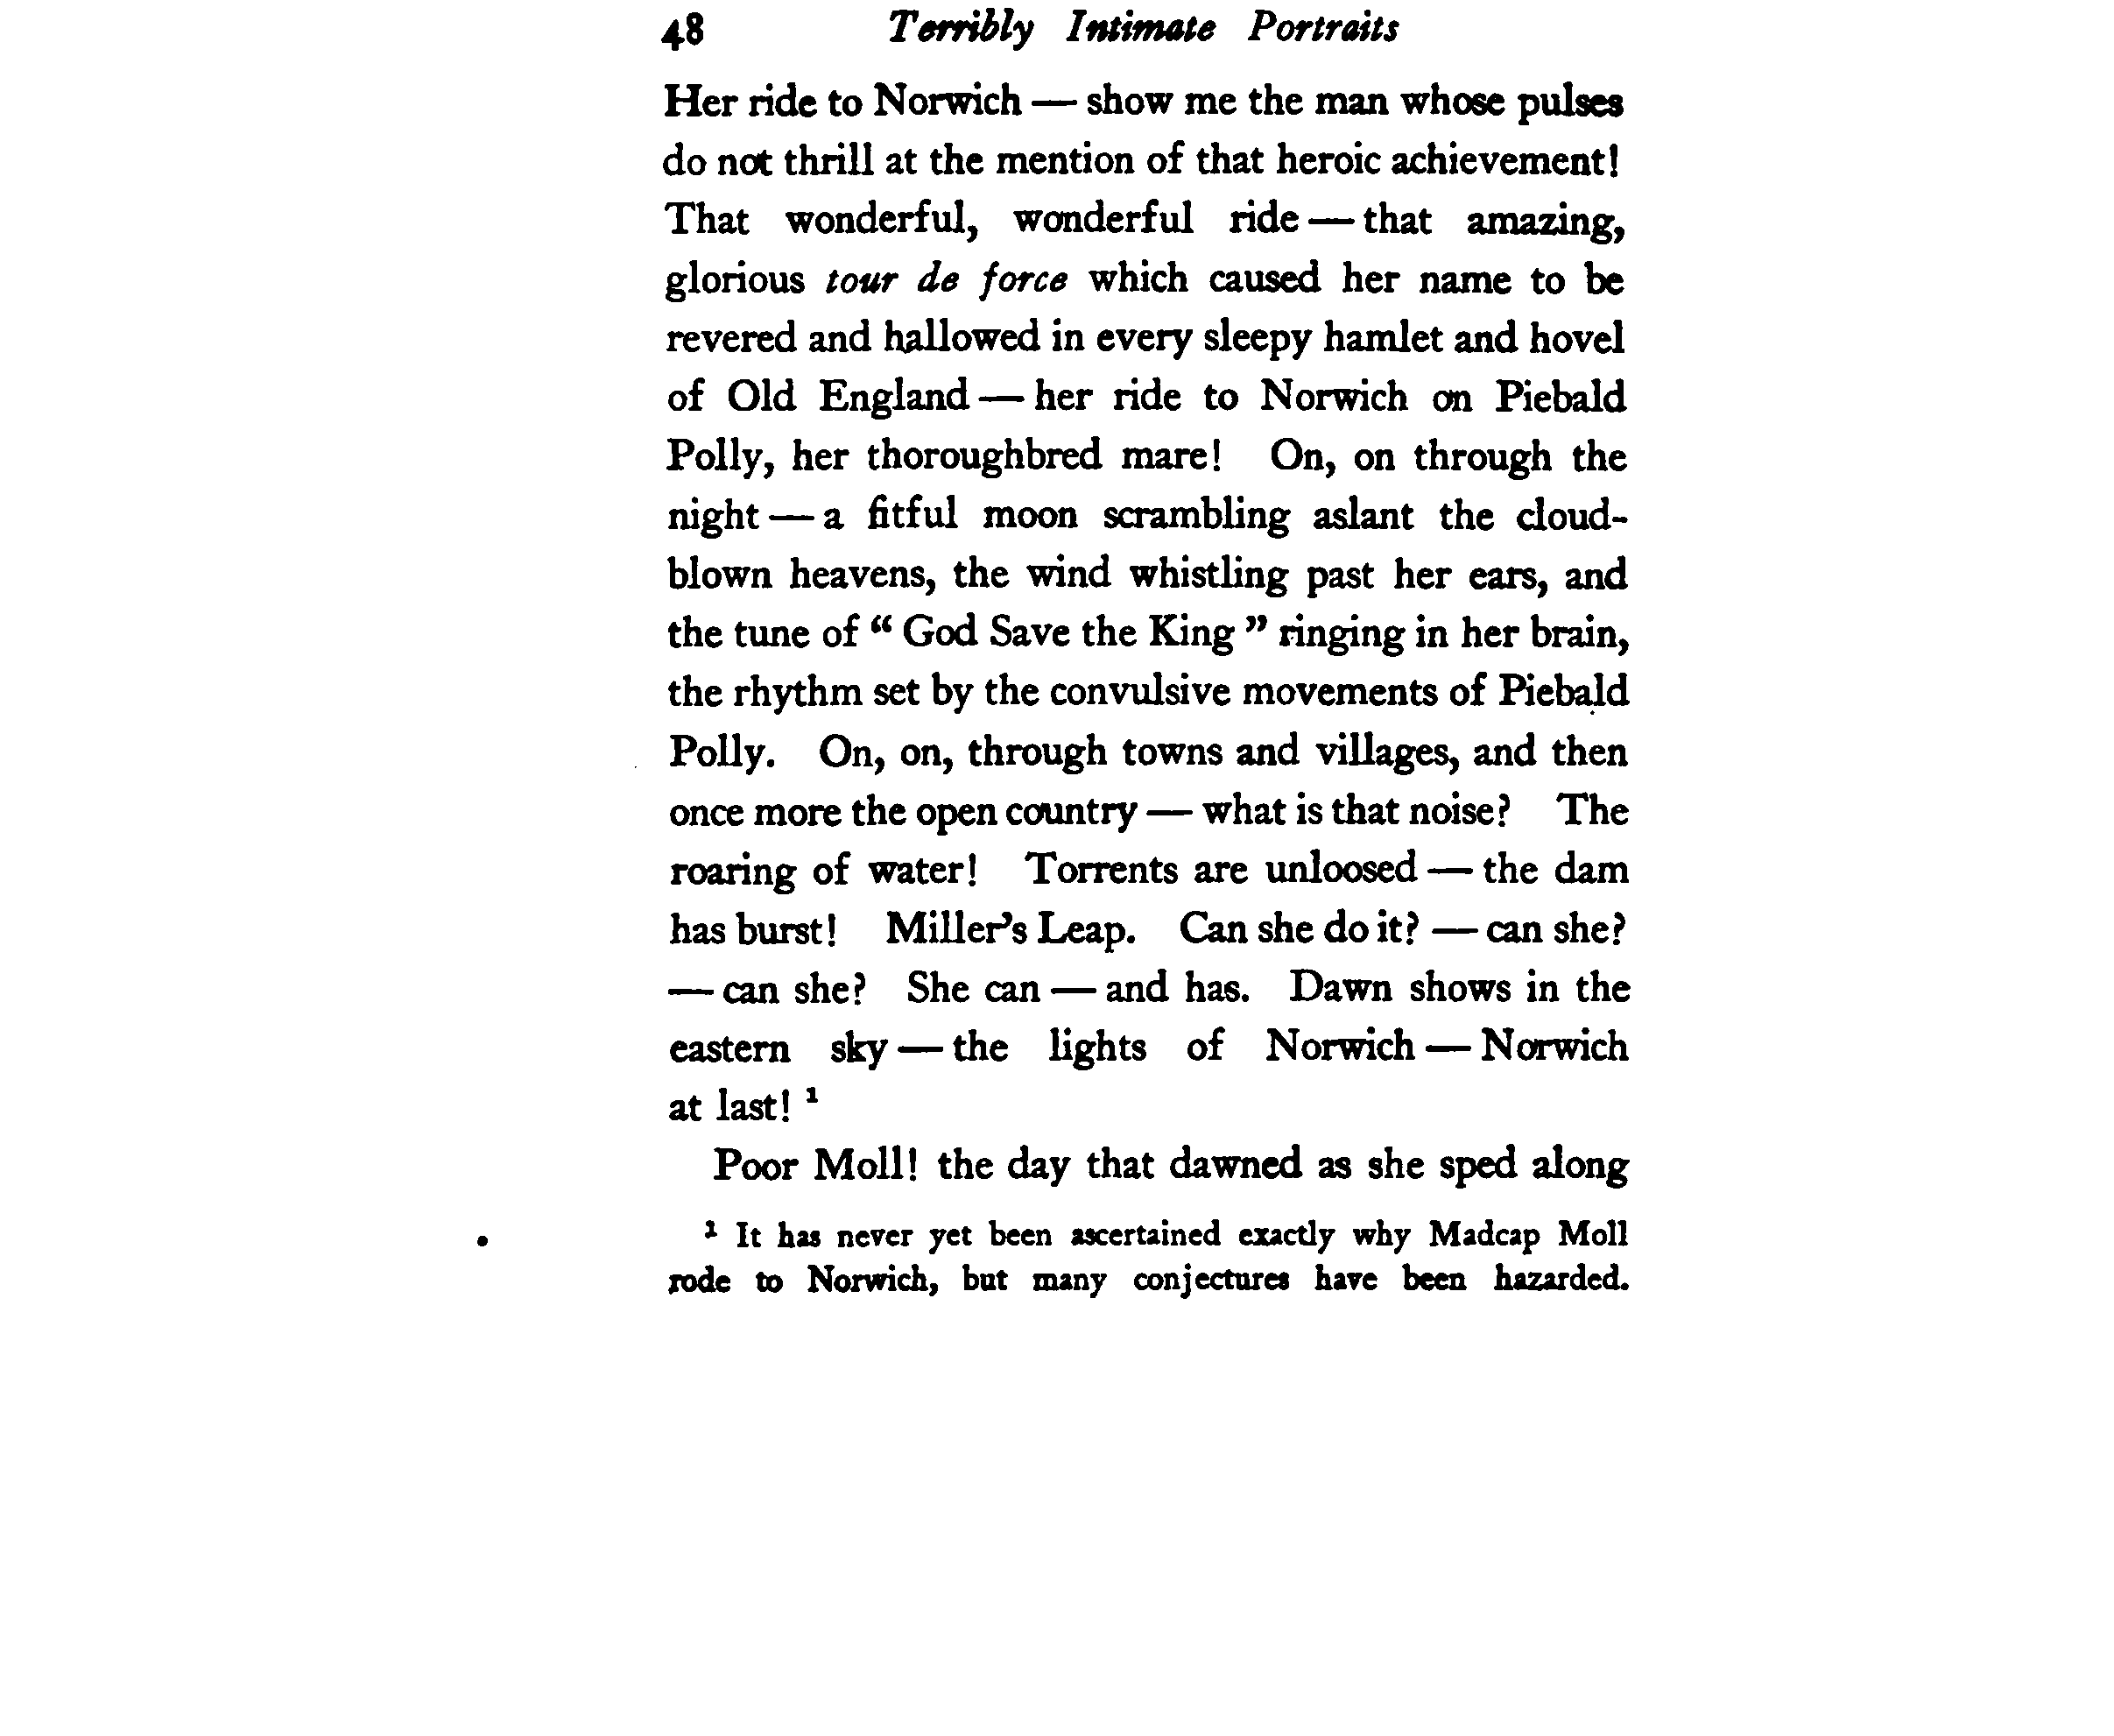 48 Terribly Intimate Portraits
Her ride to Norwich — show me the man whose pulses
do not thrill at the mention of that heroic achievement!
That wonderful, wonderful ride — that amazing,
glorious tour de force which caused her name to be
revered and hallowed in every sleepy hamlet and hovel
of Old England — her ride to Norwich on Piebald
Polly, her thoroughbred mare! On, on through the
night — a fitful moon scrambling aslant the cloud-
blown heavens, the wind whistling past her ears, and
the tune of “ God Save the King ” ringing in her brain,
the rhythm set by the convulsive movements of Piebald
Polly. On, on, through towns and villages, and then
once more the open country — what is that noise? The
roaring of water! Torrents are unloosed — the dam
has burst! Miller’s Leap. Can she do it? — can she?
— can she? She can — and has. Dawn shows in the
eastern sky — the lights of Norwich — Norwich
at last! ¹
Poor Moll! the day that dawned as she sped along
¹ It has never yet been ascertained exactly why Madcap Moll
rode to Norwich, but many conjectures have been hazarded.